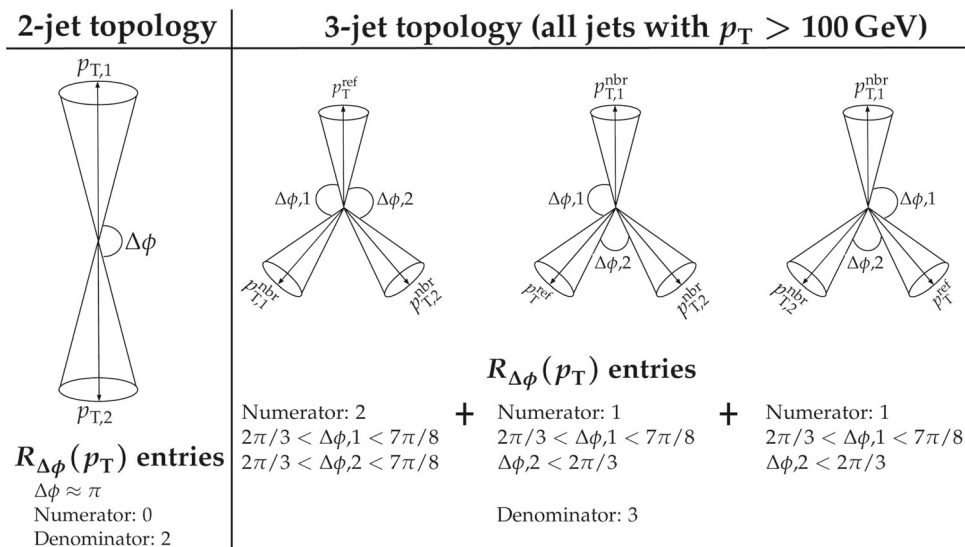 2-jet topology
3-jet topology (all jets with p_T > 100 GeV)
p_T,1
Δϕ
p_T,2
R_Δϕ(p_T) entries
Δϕ ≈ π
Numerator: 0
Denominator: 2
p_T^ref
Δϕ,1
Δϕ,2
p_T,1^nbr
p_T,2^nbr
p_T,1^nbr
Δϕ,1
Δϕ,2
p_T^ref
p_T,2^nbr
p_T,1^nbr
Δϕ,1
Δϕ,2
p_T,2^nbr
p_T^ref
R_Δϕ(p_T) entries
Numerator: 2
2π/3 < Δϕ,1 < 7π/8
2π/3 < Δϕ,2 < 7π/8
+
Numerator: 1
2π/3 < Δϕ,1 < 7π/8
Δϕ,2 < 2π/3
+
Numerator: 1
2π/3 < Δϕ,1 < 7π/8
Δϕ,2 < 2π/3
Denominator: 3